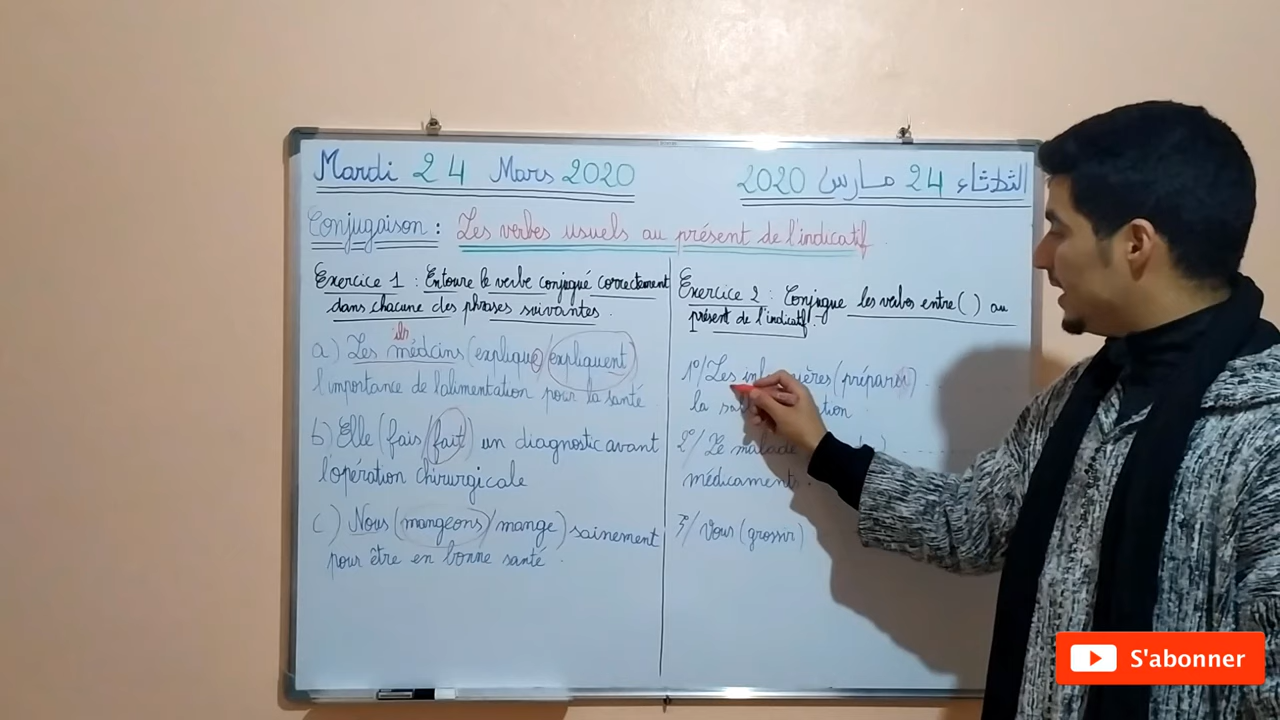 Mardi 24 Mars 2020
الثلاثاء 24 مارس 2020
Conjugaison : Les verbes usuels au présent de l'indicatif
Exercice 1 : Entoure le verbe conjugué correctement
dans chacune des phrases suivantes.
ils
a) Les médcins (explique/expliquent)
l'importance de l'alimentation pour la santé.
b) Elle (fais/fait) un diagnostic avant
l'opération chirurgicale
c) Nous (mangeons/mange) sainement
pour être en bonne santé.
Exercice 2 : Conjugue les verbes entre ( ) au
présent de l'indicatif.
1°/ Les (préparer)
la
2°/ Le malade
médicaments.
3°/ Vous (grossir)
S'abonner